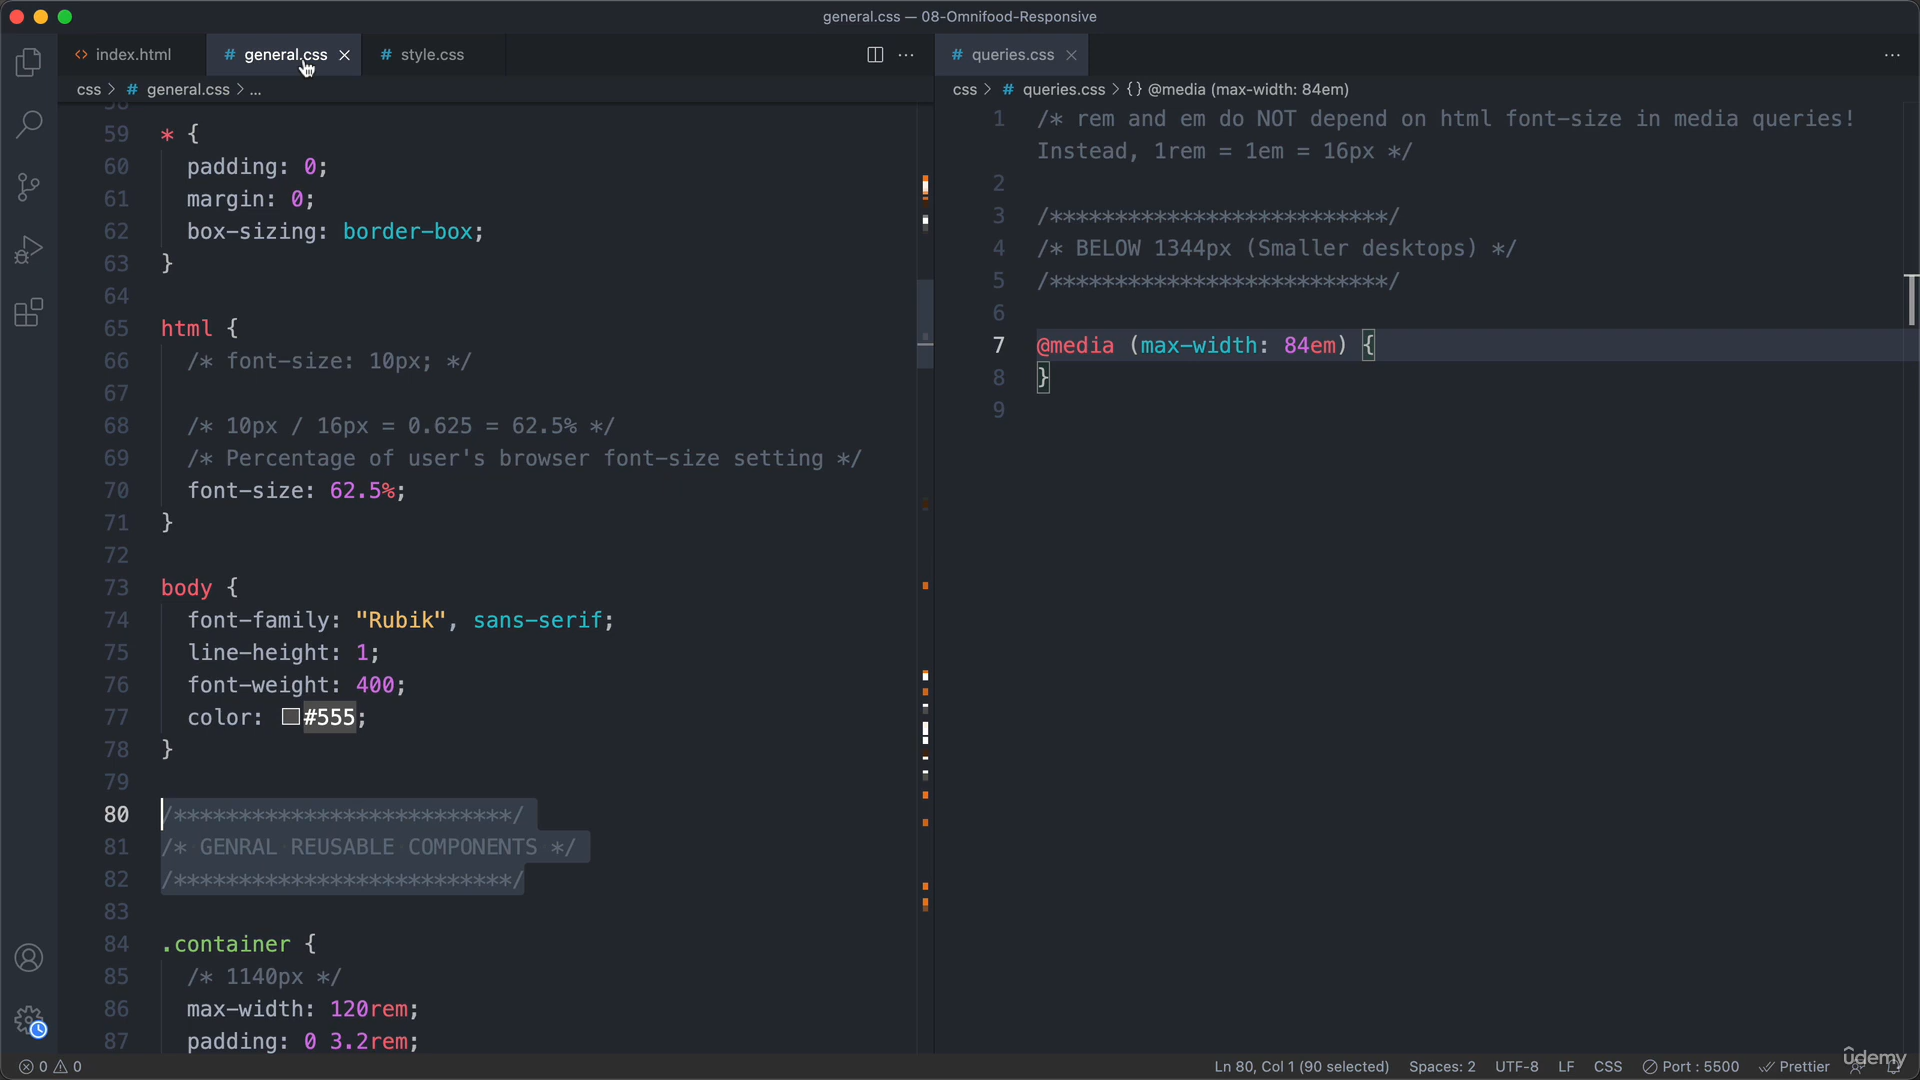 general.css — 08-Omnifood-Responsive
<> index.html
# general.css
# style.css
# queries.css
css > # general.css > ...
59 * {
60 padding: 0;
61 margin: 0;
62 box-sizing: border-box;
63 }
64
65 html {
66 /* font-size: 10px; */
67
68 /* 10px / 16px = 0.625 = 62.5% */
69 /* Percentage of user's browser font-size setting */
70 font-size: 62.5%;
71 }
72
73 body {
74 font-family: "Rubik", sans-serif;
75 line-height: 1;
76 font-weight: 400;
77 color: #555;
78 }
79
80 /**************************/
81 /* GENRAL REUSABLE COMPONENTS */
82 /**************************/
83
84 .container {
85 /* 1140px */
86 max-width: 120rem;
87 padding: 0 3.2rem;
css > # queries.css > {} @media (max-width: 84em)
1 /* rem and em do NOT depend on html font-size in media queries!
Instead, 1rem = 1em = 16px */
2
3 /**************************/
4 /* BELOW 1344px (Smaller desktops) */
5 /**************************/
6
7 @media (max-width: 84em) {
8 }
9
0 0
Ln 80, Col 1 (90 selected) Spaces: 2 UTF-8 LF CSS Port : 5500 Prettier
ûdemy